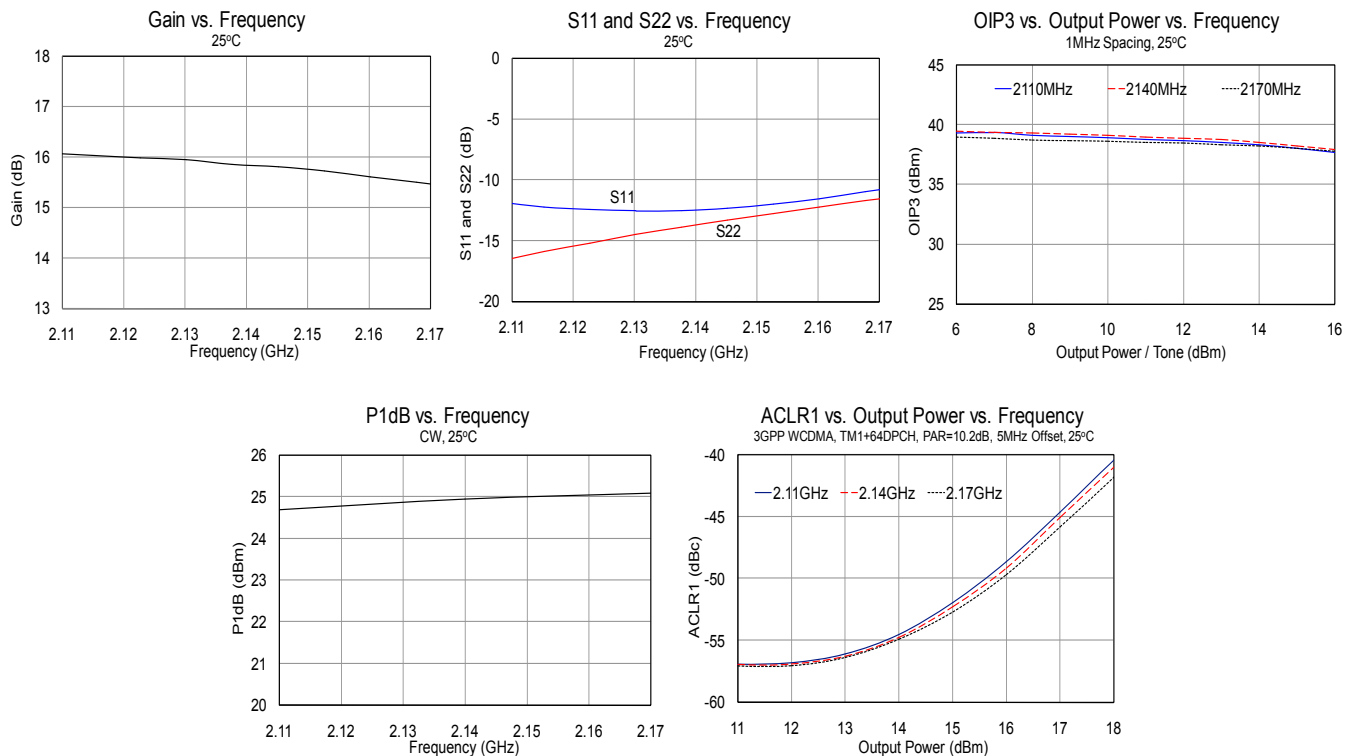 Gain vs. Frequency
25°C
Gain (dB)
18
17
16
15
14
13
2.11 2.12 2.13 2.14 2.15 2.16 2.17
Frequency (GHz)
S11 and S22 vs. Frequency
25°C
S11 and S22 (dB)
0
-5
-10
-15
-20
S11
S22
2.11 2.12 2.13 2.14 2.15 2.16 2.17
Frequency (GHz)
OIP3 vs. Output Power vs. Frequency
1MHz Spacing, 25°C
OIP3 (dBm)
45
40
35
30
25
2110MHz 2140MHz 2170MHz
6 8 10 12 14 16
Output Power / Tone (dBm)
P1dB vs. Frequency
CW, 25°C
P1dB (dBm)
26
25
24
23
22
21
20
2.11 2.12 2.13 2.14 2.15 2.16 2.17
Frequency (GHz)
ACLR1 vs. Output Power vs. Frequency
3GPP WCDMA, TM1+64DPCH, PAR=10.2dB, 5MHz Offset, 25°C
ACLR1 (dBc)
-40
-45
-50
-55
-60
2.11GHz 2.14GHz 2.17GHz
11 12 13 14 15 16 17 18
Output Power (dBm)